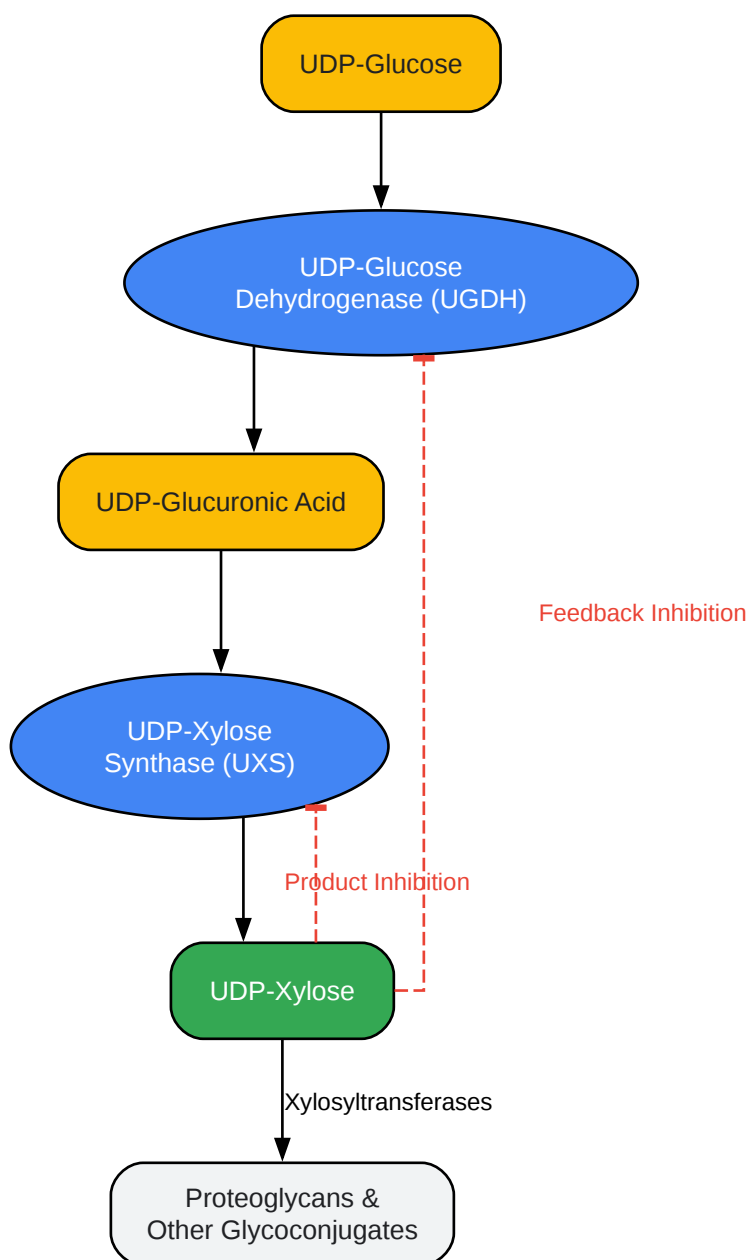 UDP-Glucose
UDP-Glucose
Dehydrogenase (UGDH)
UDP-Glucuronic Acid
Feedback Inhibition
UDP-Xylose
Synthase (UXS)
Product Inhibition
UDP-Xylose
Xylosyltransferases
Proteoglycans &
Other Glycoconjugates